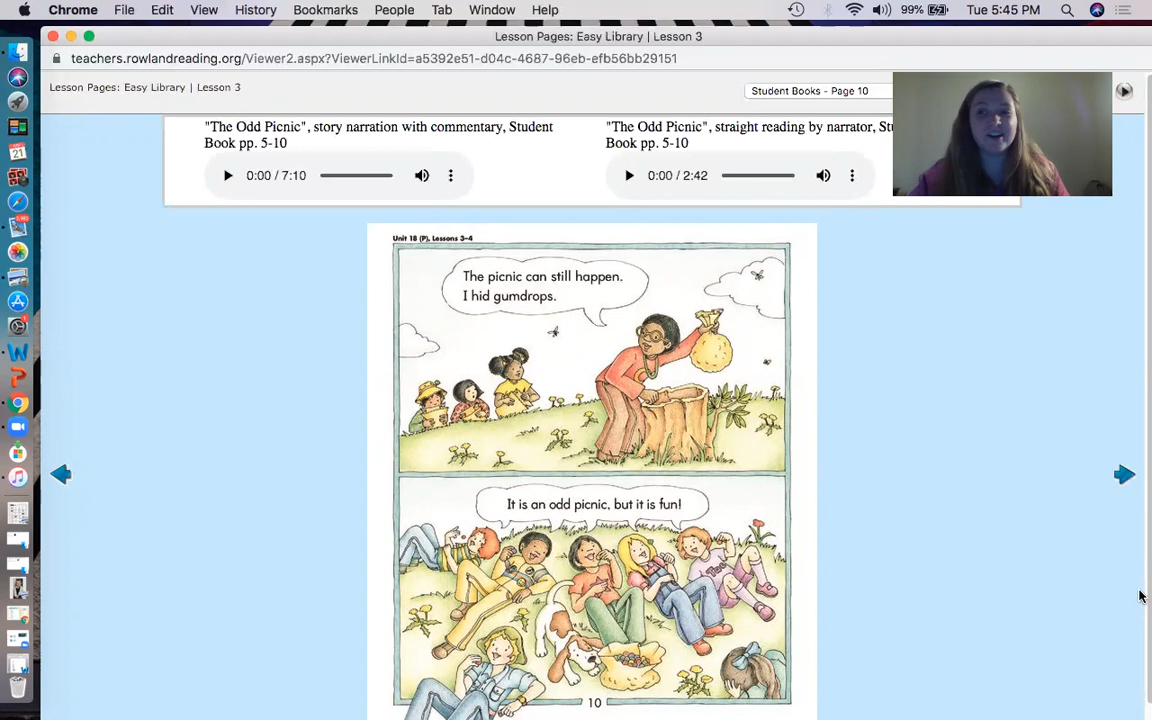 Chrome File Edit View History Bookmarks People Tab Window Help 99% Tue 5:45 PM
Lesson Pages: Easy Library | Lesson 3
teachers.rowlandreading.org/Viewer2.aspx?ViewerLinkId=a5392e51-d04c-4687-96eb-efb56bb29151
Lesson Pages: Easy Library | Lesson 3
Student Books - Page 10
"The Odd Picnic", story narration with commentary, Student
Book pp. 5-10
0:00 / 7:10
"The Odd Picnic", straight reading by narrator, Stu
Book pp. 5-10
0:00 / 2:42
Unit 18 (P), Lessons 3–4
The picnic can still happen.
I hid gumdrops.
It is an odd picnic, but it is fun!
10